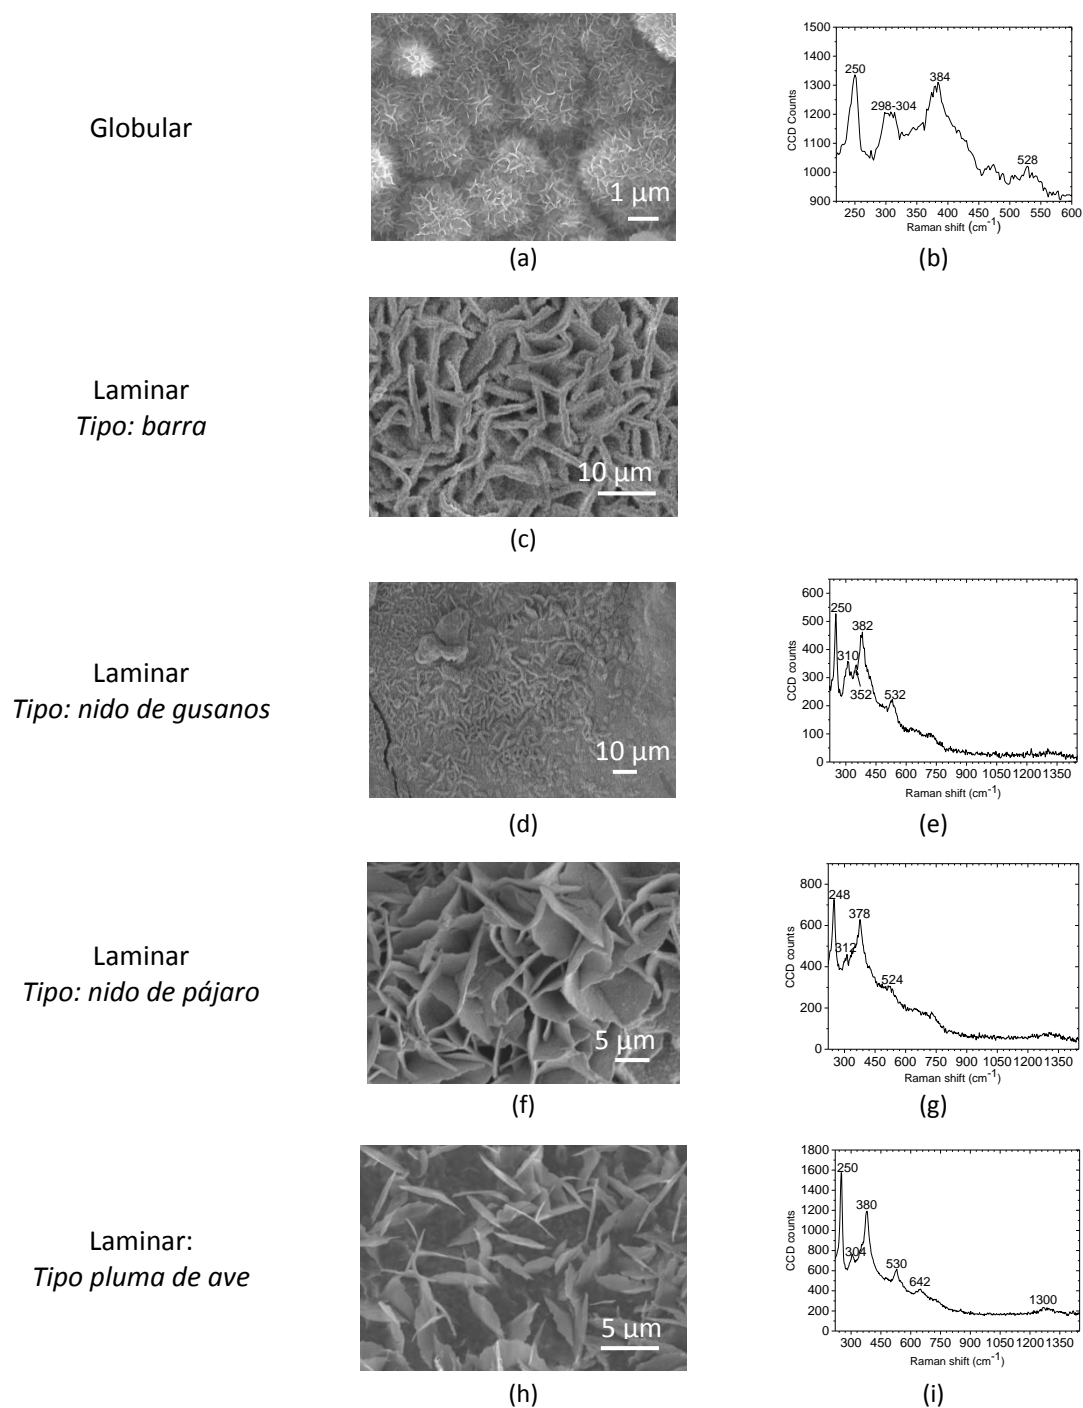 Globular
1 µm
(a)
1500
1400
1300
1200
1100
1000
900
CCD Counts
250
298-304
384
528
250 300 350 400 450 500 550 600
Raman shift (cm-1)
(b)
Laminar
Tipo: barra
10 µm
(c)
Laminar
Tipo: nido de gusanos
10 µm
(d)
600
500
400
300
200
100
0
CCD counts
250
382
310
352
532
300 450 600 750 900 1050 1200 1350
Raman shift (cm-1)
(e)
Laminar
Tipo: nido de pájaro
5 µm
(f)
800
600
400
200
0
CCD counts
248
378
312
524
300 450 600 750 900 1050 1200 1350
Raman shift (cm-1)
(g)
Laminar:
Tipo pluma de ave
5 µm
(h)
1800
1600
1400
1200
1000
800
600
400
200
0
CCD counts
250
380
304
530
642
1300
300 450 600 750 900 1050 1200 1350
Raman shift (cm-1)
(i)